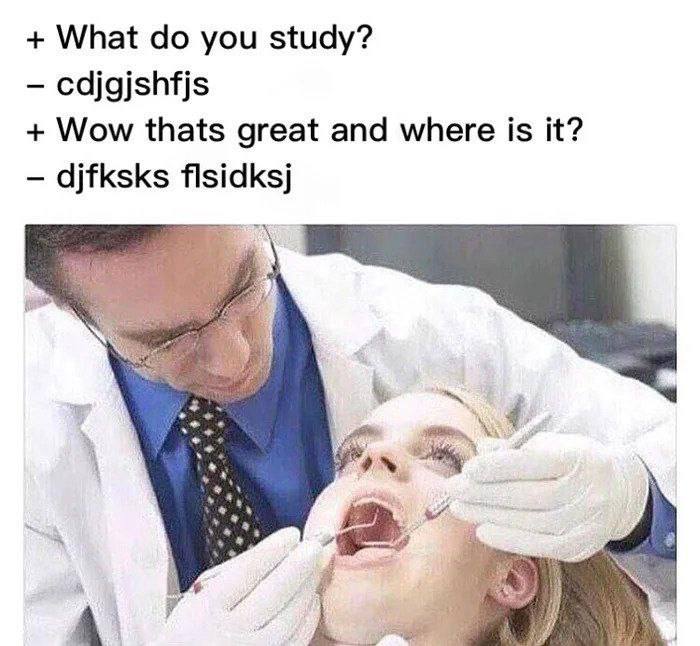 + What do you study?
– cdjgjshfjs
+ Wow thats great and where is it?
– djfksks flsidksj